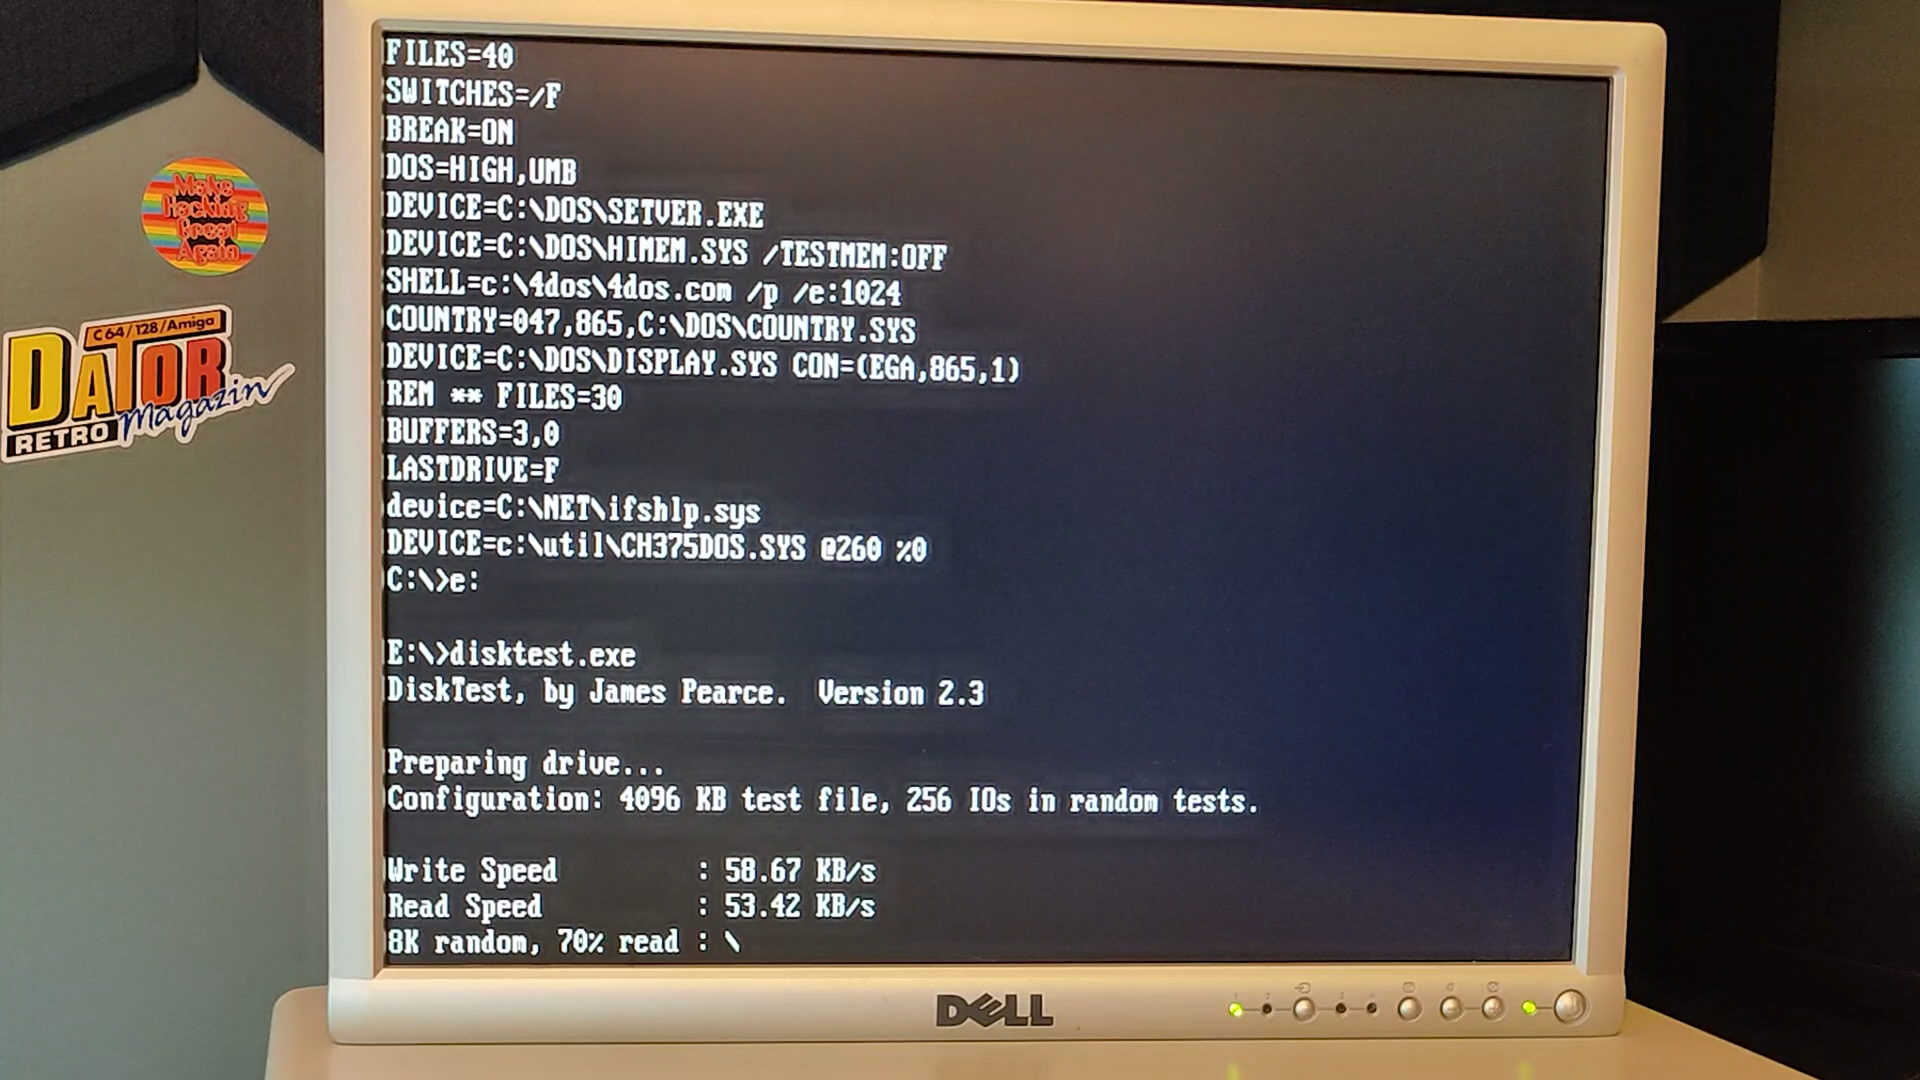 FILES=40
SWITCHES=/F
BREAK=ON
DOS=HIGH,UMB
DEVICE=C:\DOS\SETVER.EXE
DEVICE=C:\DOS\HIMEM.SYS /TESTMEM:OFF
SHELL=c:\4dos\4dos.com /p /e:1024
COUNTRY=047,865,C:\DOS\COUNTRY.SYS
DEVICE=C:\DOS\DISPLAY.SYS CON=(EGA,865,1)
REM ** FILES=30
BUFFERS=3,0
LASTDRIVE=F
device=C:\NET\ifshlp.sys
DEVICE=c:\util\CH375DOS.SYS @260 %0
C:\>e:
E:\>disktest.exe
DiskTest, by James Pearce.  Version 2.3
Preparing drive...
Configuration: 4096 KB test file, 256 IOs in random tests.
Write Speed : 58.67 KB/s
Read Speed : 53.42 KB/s
8K random, 70% read : \
DELL
Make
Hacking
Great
Again
C64/128/Amiga
DATOR
Magazin
RETRO